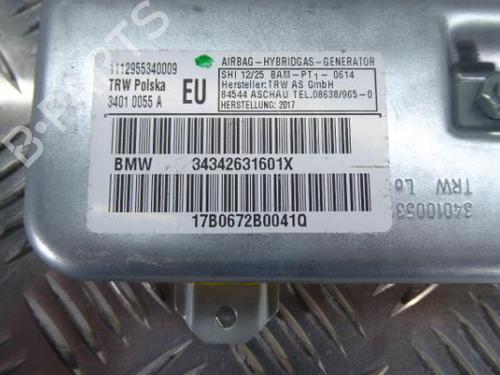 1112955340009
TRW Polska
3401 0055 A
EU
AIRBAG-HYBRIDGAS-GENERATOR
SHI 12/25 BAM-PT1-0614
Hersteller:TRW AS GmbH
84544 ASCHAU TEL.08638/965-0
HERSTELLUNG: 2017
BMW 34342631601X
17B0672B0041Q
34010053
TRW Lo